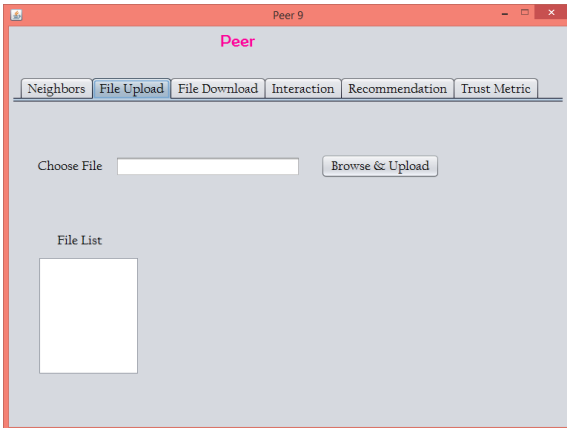 Peer 9
Peer
Neighbors File Upload File Download Interaction Recommendation Trust Metric
Choose File Browse & Upload
File List